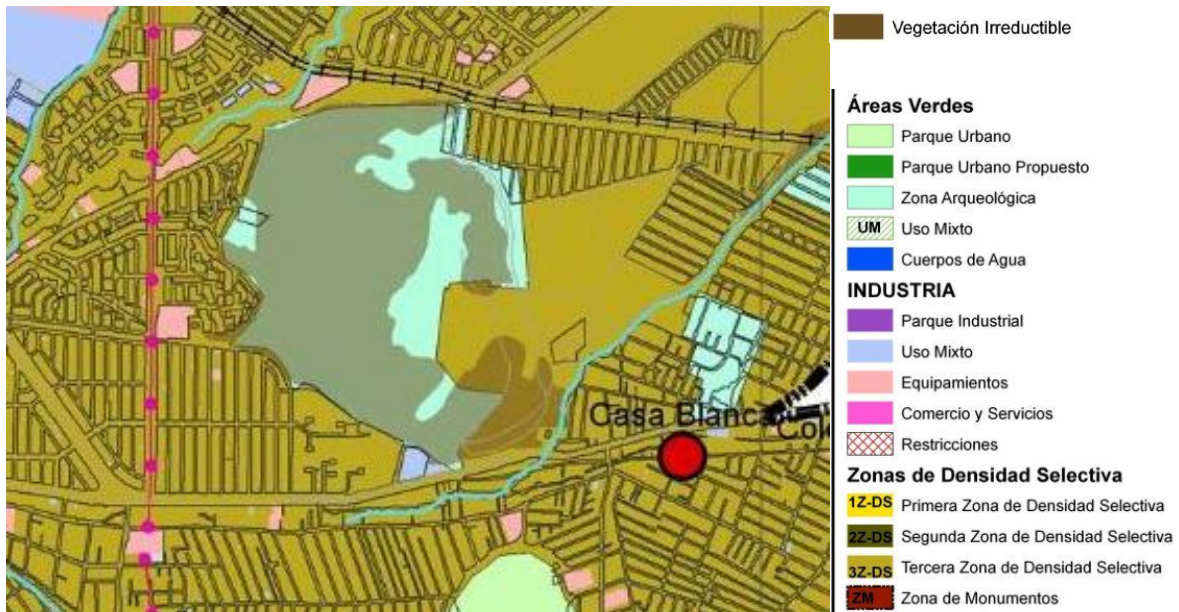 Casa Blanca
Col
Vegetación Irreductible
Áreas Verdes
Parque Urbano
Parque Urbano Propuesto
Zona Arqueológica
UM Uso Mixto
Cuerpos de Agua
INDUSTRIA
Parque Industrial
Uso Mixto
Equipamientos
Comercio y Servicios
Restricciones
Zonas de Densidad Selectiva
1Z-DS Primera Zona de Densidad Selectiva
2Z-DS Segunda Zona de Densidad Selectiva
3Z-DS Tercera Zona de Densidad Selectiva
ZM Zona de Monumentos